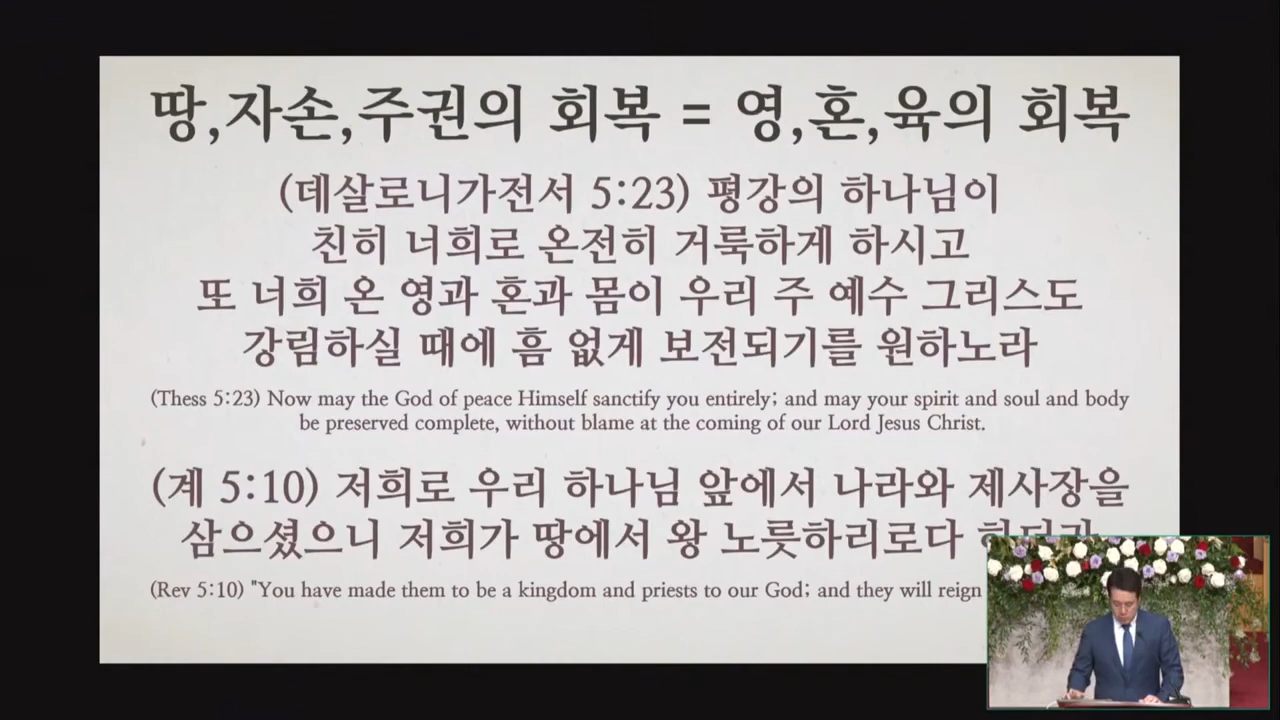 땅,자손,주권의 회복 = 영,혼,육의 회복
(데살로니가전서 5:23) 평강의 하나님이
친히 너희로 온전히 거룩하게 하시고
또 너희 온 영과 혼과 몸이 우리 주 예수 그리스도
강림하실 때에 흠 없게 보전되기를 원하노라
(Thess 5:23) Now may the God of peace Himself sanctify you entirely; and may your spirit and soul and body
be preserved complete, without blame at the coming of our Lord Jesus Christ.
(계 5:10) 저희로 우리 하나님 앞에서 나라와 제사장을
삼으셨으니 저희가 땅에서 왕 노릇하리로다
(Rev 5:10) "You have made them to be a kingdom and priests to our God; and they will reign